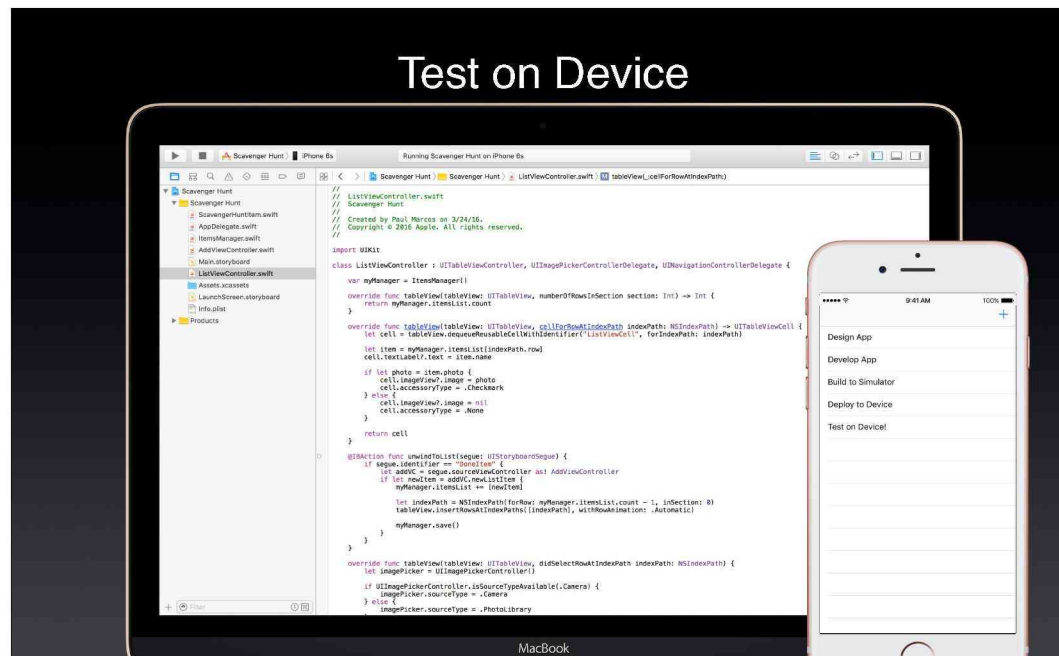 Test on Device
Scavenger Hunt iPhone 6s
Running Scavenger Hunt on iPhone 6s
Scavenger Hunt Scavenger Hunt ListViewController.swift M tableView(_:cellForRowAtIndexPath:)
Scavenger Hunt
Scavenger Hunt
ScavengerHuntItem.swift
AppDelegate.swift
ItemsManager.swift
AddViewController.swift
Main.storyboard
ListViewController.swift
Assets.xcassets
LaunchScreen.storyboard
Info.plist
Products
Filter
//
// ListViewController.swift
// Scavenger Hunt
//
// Created by Paul Marcos on 3/24/16.
// Copyright © 2016 Apple. All rights reserved.
//
import UIKit
class ListViewController : UITableViewController, UIImagePickerControllerDelegate, UINavigationControllerDelegate {
var myManager = ItemsManager()
override func tableView(tableView: UITableView, numberOfRowsInSection section: Int) -> Int {
return myManager.itemsList.count
}
override func tableView(tableView: UITableView, cellForRowAtIndexPath indexPath: NSIndexPath) -> UITableViewCell {
let cell = tableView.dequeueReusableCellWithIdentifier("ListViewCell", forIndexPath: indexPath)
let item = myManager.itemsList[indexPath.row]
cell.textLabel?.text = item.name
if let photo = item.photo {
cell.imageView?.image = photo
cell.accessoryType = .Checkmark
} else {
cell.imageView?.image = nil
cell.accessoryType = .None
}
return cell
}
@IBAction func unwindToList(segue: UIStoryboardSegue) {
if segue.identifier == "DoneItem" {
let addVC = segue.sourceViewController as! AddViewController
if let newItem = addVC.newListItem {
myManager.itemsList += [newItem]
let indexPath = NSIndexPath(forRow: myManager.itemsList.count - 1, inSection: 0)
tableView.insertRowsAtIndexPaths([indexPath], withRowAnimation: .Automatic)
myManager.save()
}
}
}
override func tableView(tableView: UITableView, didSelectRowAtIndexPath indexPath: NSIndexPath) {
let imagePicker = UIImagePickerController()
if UIImagePickerController.isSourceTypeAvailable(.Camera) {
imagePicker.sourceType = .Camera
} else {
imagePicker.sourceType = .PhotoLibrary
MacBook
9:41 AM
100%
+
Design App
Develop App
Build to Simulator
Deploy to Device
Test on Device!